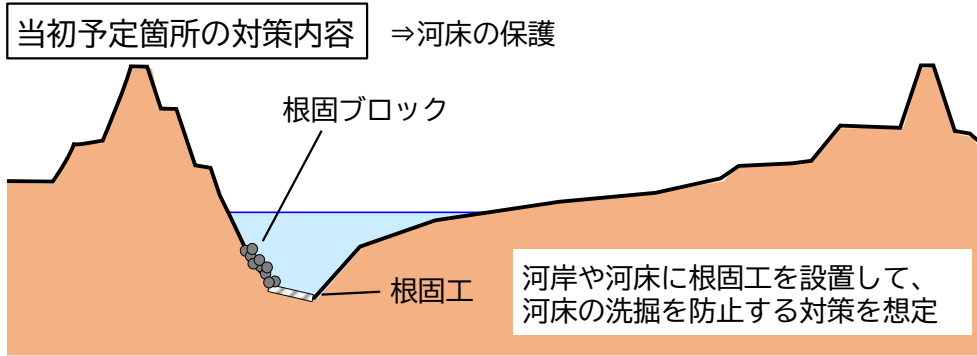 当初予定箇所の対策内容
⇒河床の保護
根固ブロック
根固工
河岸や河床に根固工を設置して、
河床の洗掘を防止する対策を想定